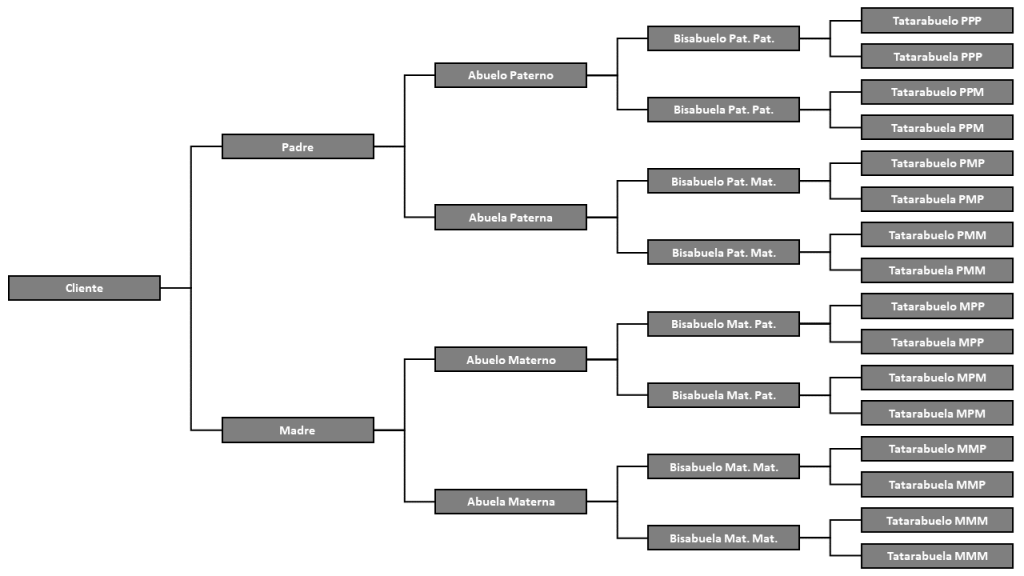 Cliente
Padre
Madre
Abuelo Paterno
Abuela Paterna
Abuelo Materno
Abuela Materna
Bisabuelo Pat. Pat.
Bisabuela Pat. Pat.
Bisabuelo Pat. Mat.
Bisabuela Pat. Mat.
Bisabuelo Mat. Pat.
Bisabuela Mat. Pat.
Bisabuelo Mat. Mat.
Bisabuela Mat. Mat.
Tatarabuelo PPP
Tatarabuela PPP
Tatarabuelo PPM
Tatarabuela PPM
Tatarabuelo PMP
Tatarabuela PMP
Tatarabuelo PMM
Tatarabuela PMM
Tatarabuelo MPP
Tatarabuela MPP
Tatarabuelo MPM
Tatarabuela MPM
Tatarabuelo MMP
Tatarabuela MMP
Tatarabuelo MMM
Tatarabuela MMM